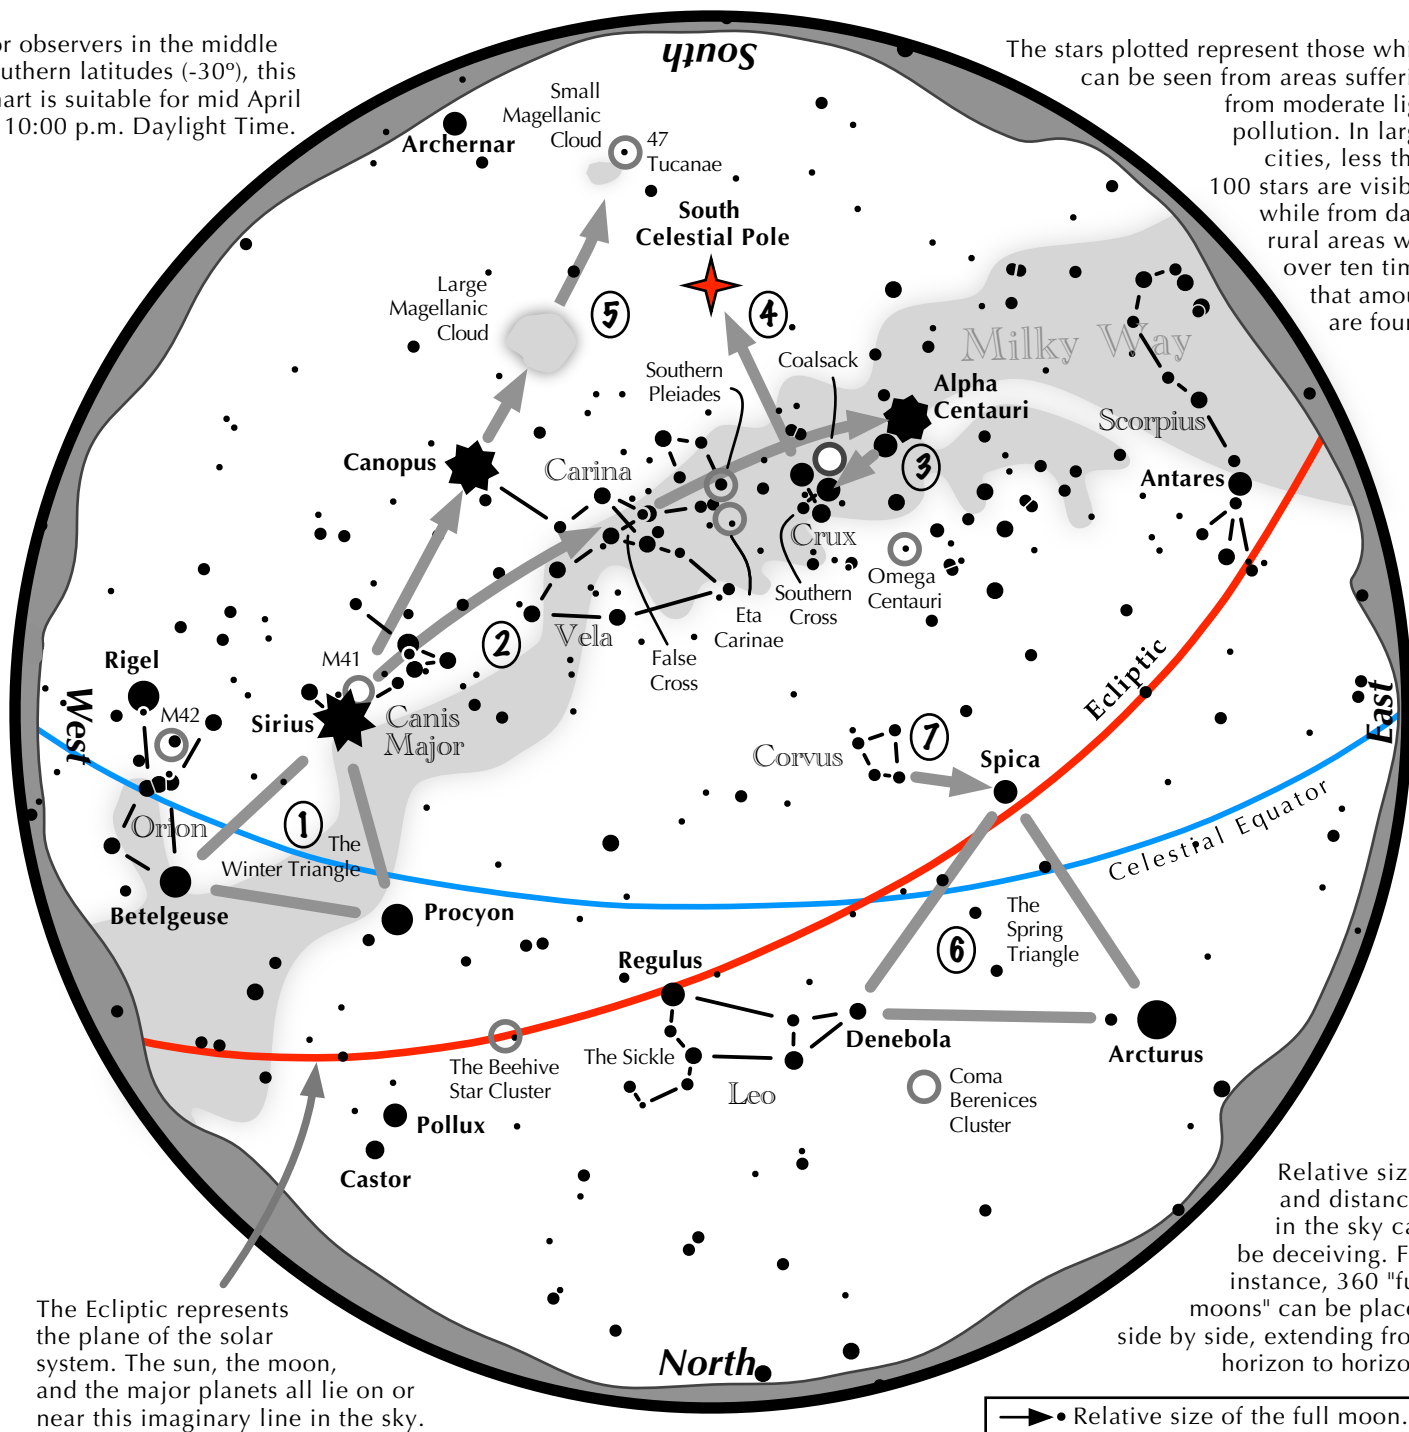 or observers in the middle
uthern latitudes (-30º), this
art is suitable for mid April
10:00 p.m. Daylight Time.
South
The stars plotted represent those whi
can be seen from areas sufferi
from moderate lig
pollution. In larg
cities, less th
100 stars are visib
while from da
rural areas w
over ten tim
that amou
are foun
Small
Magellanic
Cloud
47
Tucanae
Archernar
South
Celestial Pole
Large
Magellanic
Cloud
5
4
Southern
Pleiades
Coalsack
Milky Way
Alpha
Centauri
Scorpius
Canopus
Carina
3
Antares
Crux
Omega
Centauri
Southern
Cross
Eta
Carinae
Vela
False
Cross
2
M41
Rigel
M42
West
Sirius
Canis
Major
Ecliptic
East
Corvus
7
Spica
Orion
1
The
Winter Triangle
Celestial Equator
Betelgeuse
Procyon
The
Spring
Triangle
6
Regulus
The Sickle
Denebola
Arcturus
The Beehive
Star Cluster
Leo
Coma
Berenices
Cluster
Pollux
Castor
Relative size
and distanc
in the sky ca
be deceiving. F
instance, 360 "fu
moons" can be place
side by side, extending fro
horizon to horizo
The Ecliptic represents
the plane of the solar
system. The sun, the moon,
and the major planets all lie on or
near this imaginary line in the sky.
North
Relative size of the full moon.